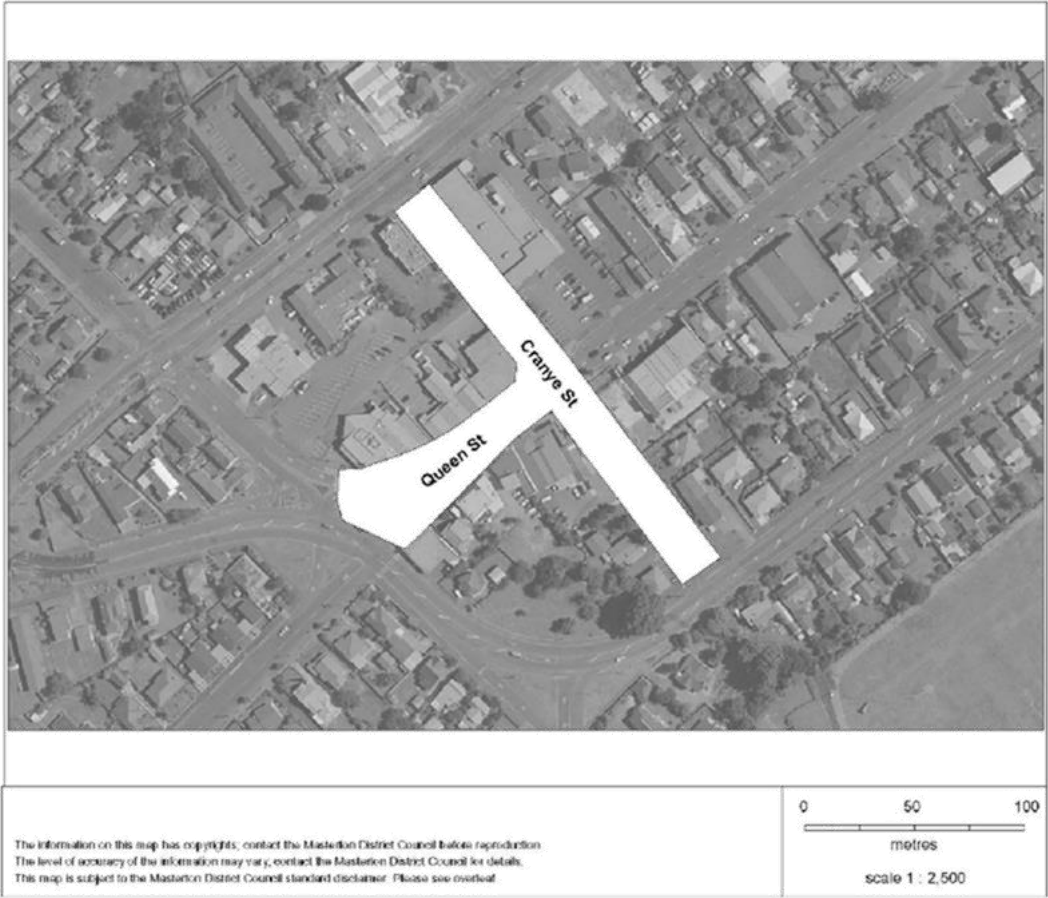 Cranye St
Queen St
The information on this map has copyrights; contact the Masterton District Council before reproduction
The level of accuracy of the information may vary, contact the Masterton District Council for details.
This map is subject to the Masterton District Council standard disclaimer. Please see overleaf
0 50 100
metres
scale 1 : 2,500